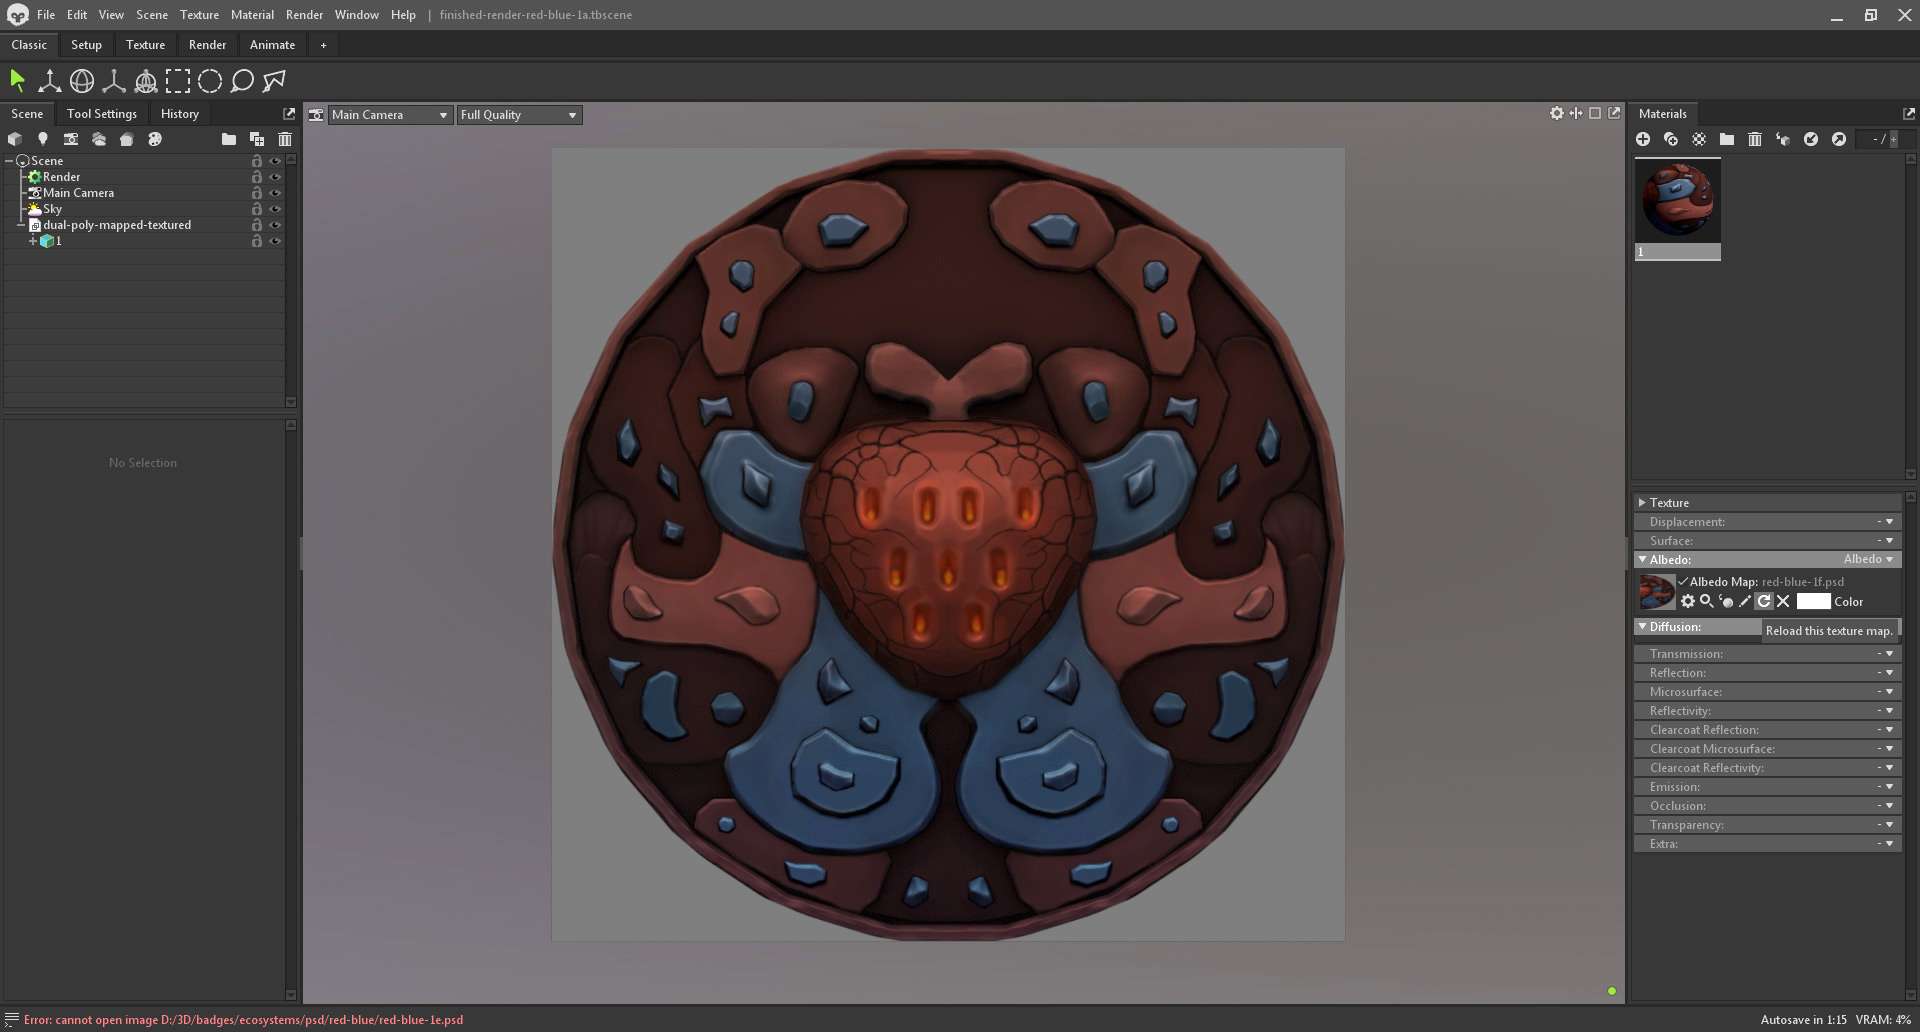 File Edit View Scene Texture Material Render Window Help | finished-render-red-blue-1a.tbscene
Classic Setup Texture Render Animate +
Scene Tool Settings History
Main Camera Full Quality
Materials
- / +
Scene
Render
Main Camera
Sky
dual-poly-mapped-textured
1
No Selection
1
Texture
Displacement: -
Surface: -
Albedo: Albedo
Albedo Map: red-blue-1f.psd
Color
Diffusion:
Reload this texture map.
Transmission: -
Reflection: -
Microsurface: -
Reflectivity: -
Clearcoat Reflection: -
Clearcoat Microsurface: -
Clearcoat Reflectivity: -
Emission: -
Occlusion: -
Transparency: -
Extra: -
Error: cannot open image D:/3D/badges/ecosystems/psd/red-blue/red-blue-1e.psd
Autosave in 1:15 VRAM: 4%